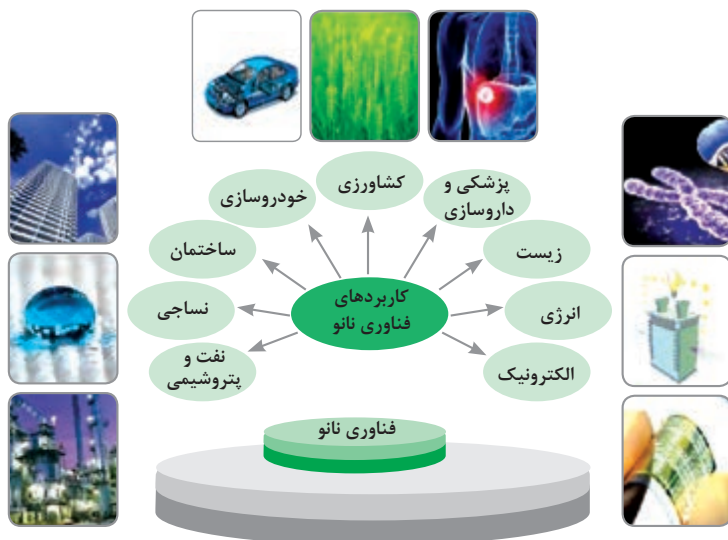 پزشکی و
داروسازی
کشاورزی
خودروسازی
زیست
ساختمان
کاربردهای
فناوری نانو
انرژی
نساجی
الکترونیک
نفت و
پتروشیمی
فناوری نانو